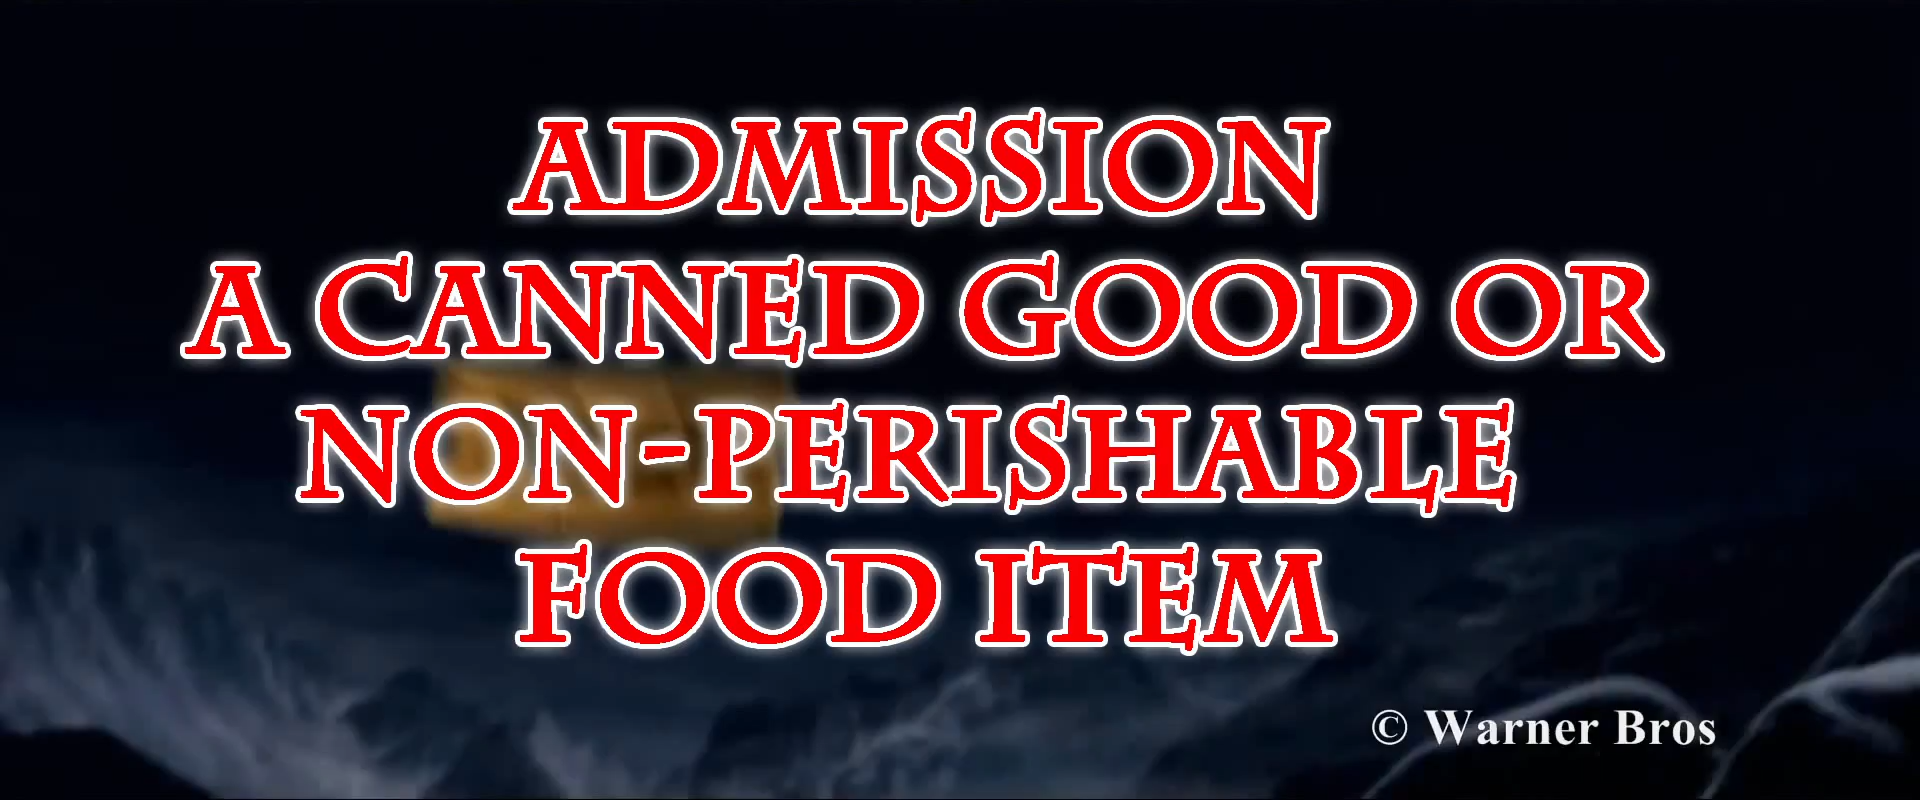 ADMISSION
A CANNED GOOD OR
NON-PERISHABLE
FOOD ITEM
© Warner Bros